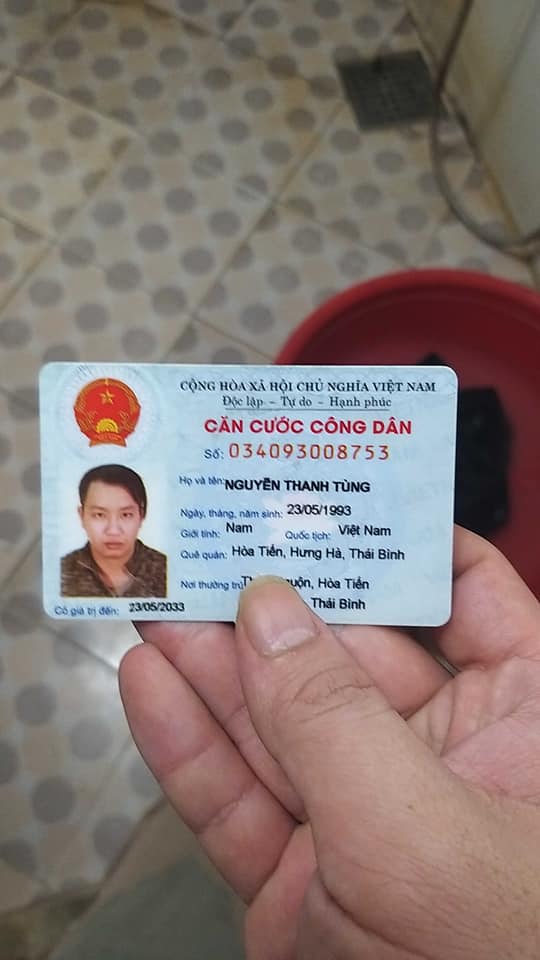 CỘNG HÒA XÃ HỘI CHỦ NGHĨA VIỆT NAM
Độc lập – Tự do – Hạnh phúc
CĂN CƯỚC CÔNG DÂN
Số: 034093008753
Họ và tên: NGUYỄN THANH TÙNG
Ngày, tháng, năm sinh: 23/05/1993
Giới tính: Nam Quốc tịch: Việt Nam
Quê quán: Hòa Tiến, Hưng Hà, Thái Bình
Nơi thường trú Hòa Tiến
Thái Bình
Có giá trị đến: 23/05/2033